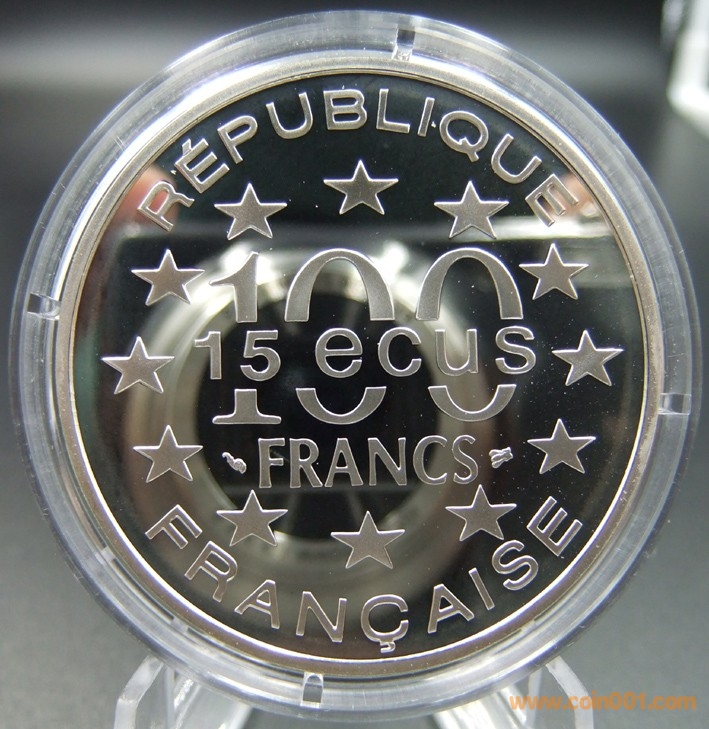 RÉPUBLIQUE
100
15 ecus
FRANCS
FRANÇAISE
www.coin001.com